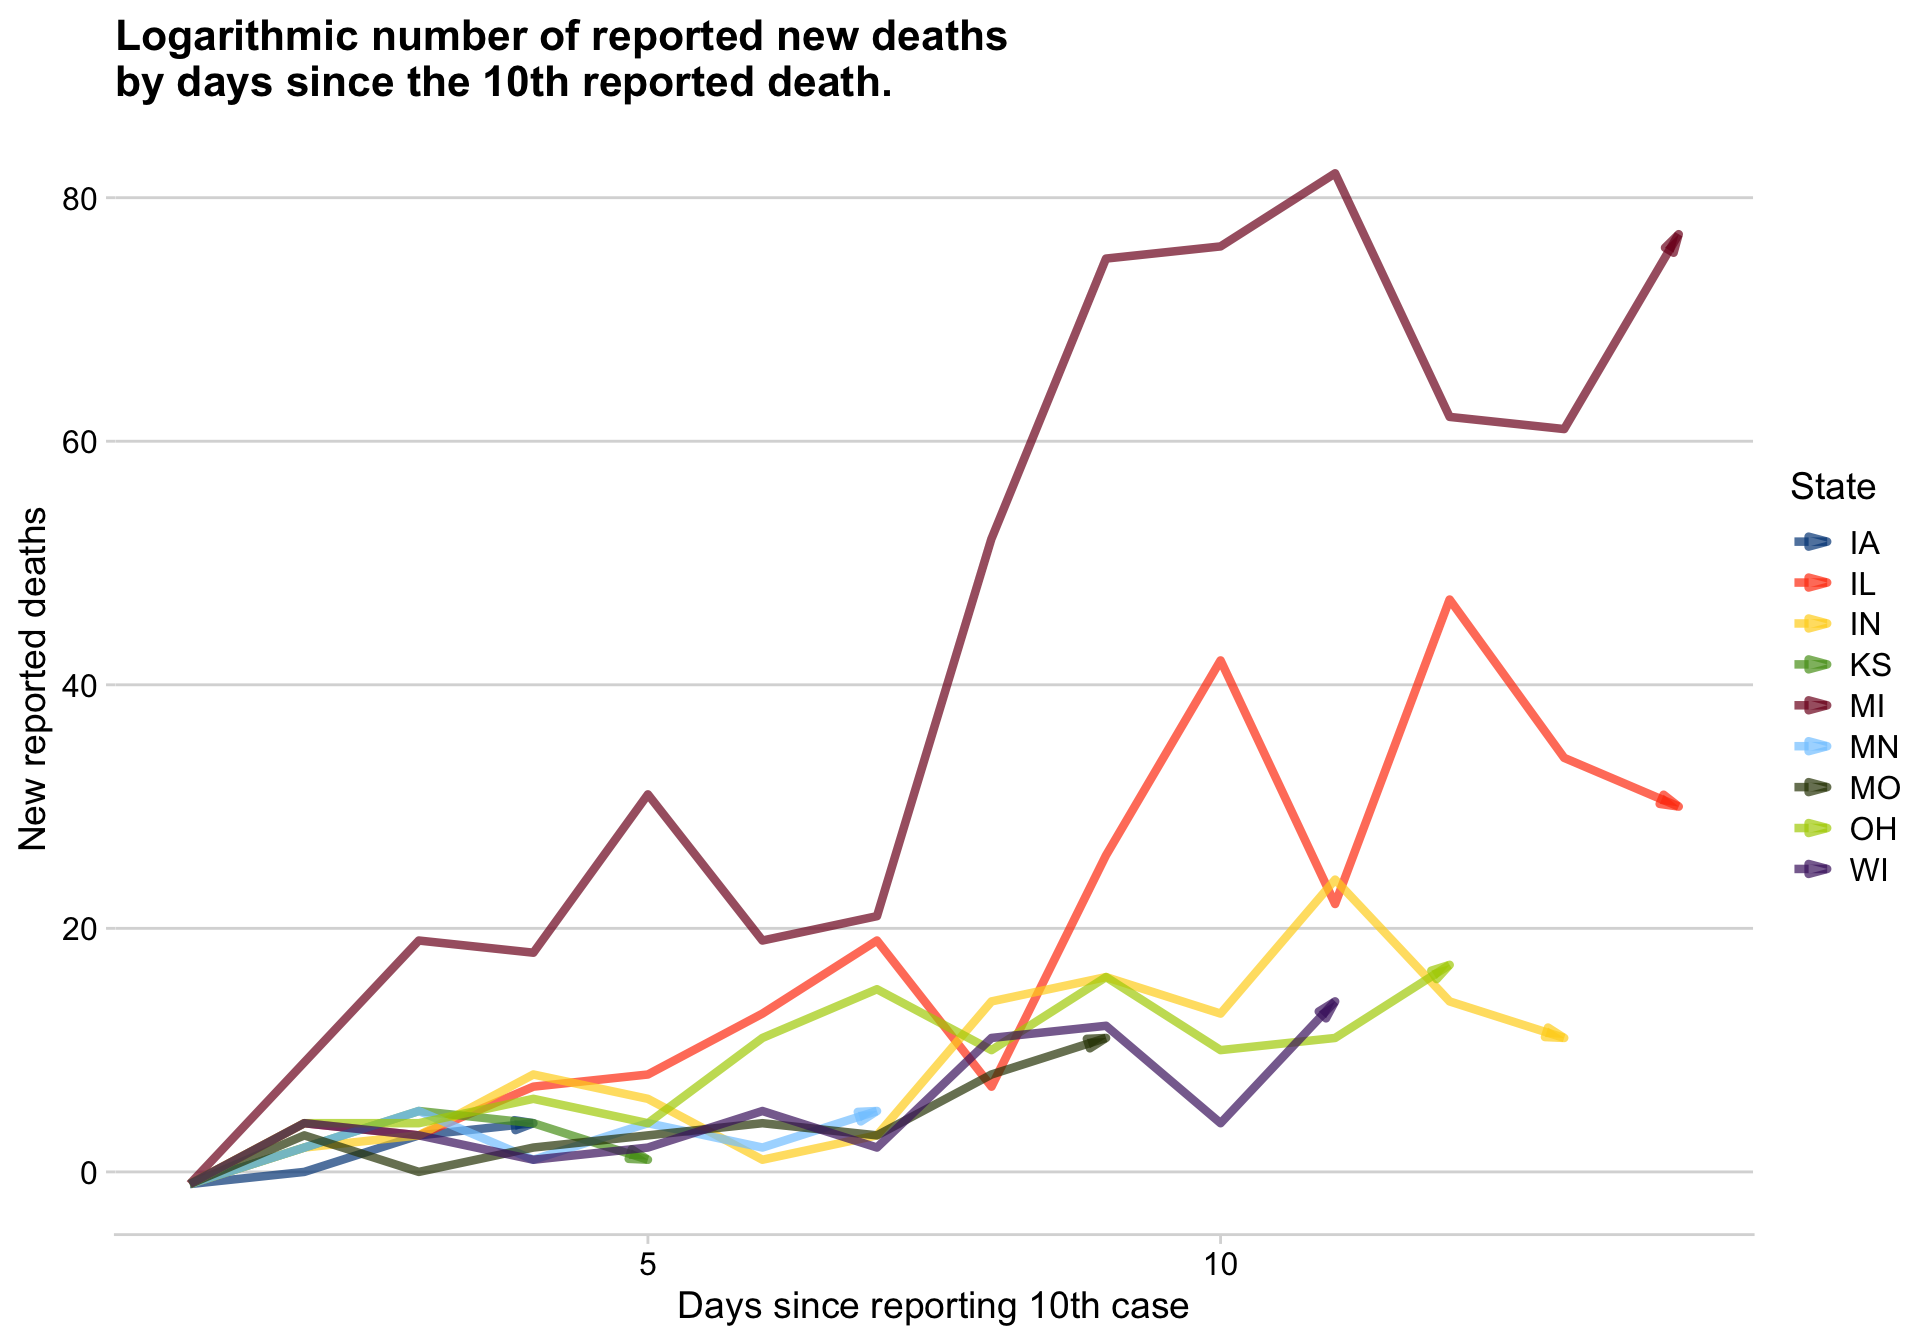 Logarithmic number of reported new deaths
by days since the 10th reported death.
80
60
40
20
0
New reported deaths
5
10
Days since reporting 10th case
State
IA
IL
IN
KS
MI
MN
MO
OH
WI